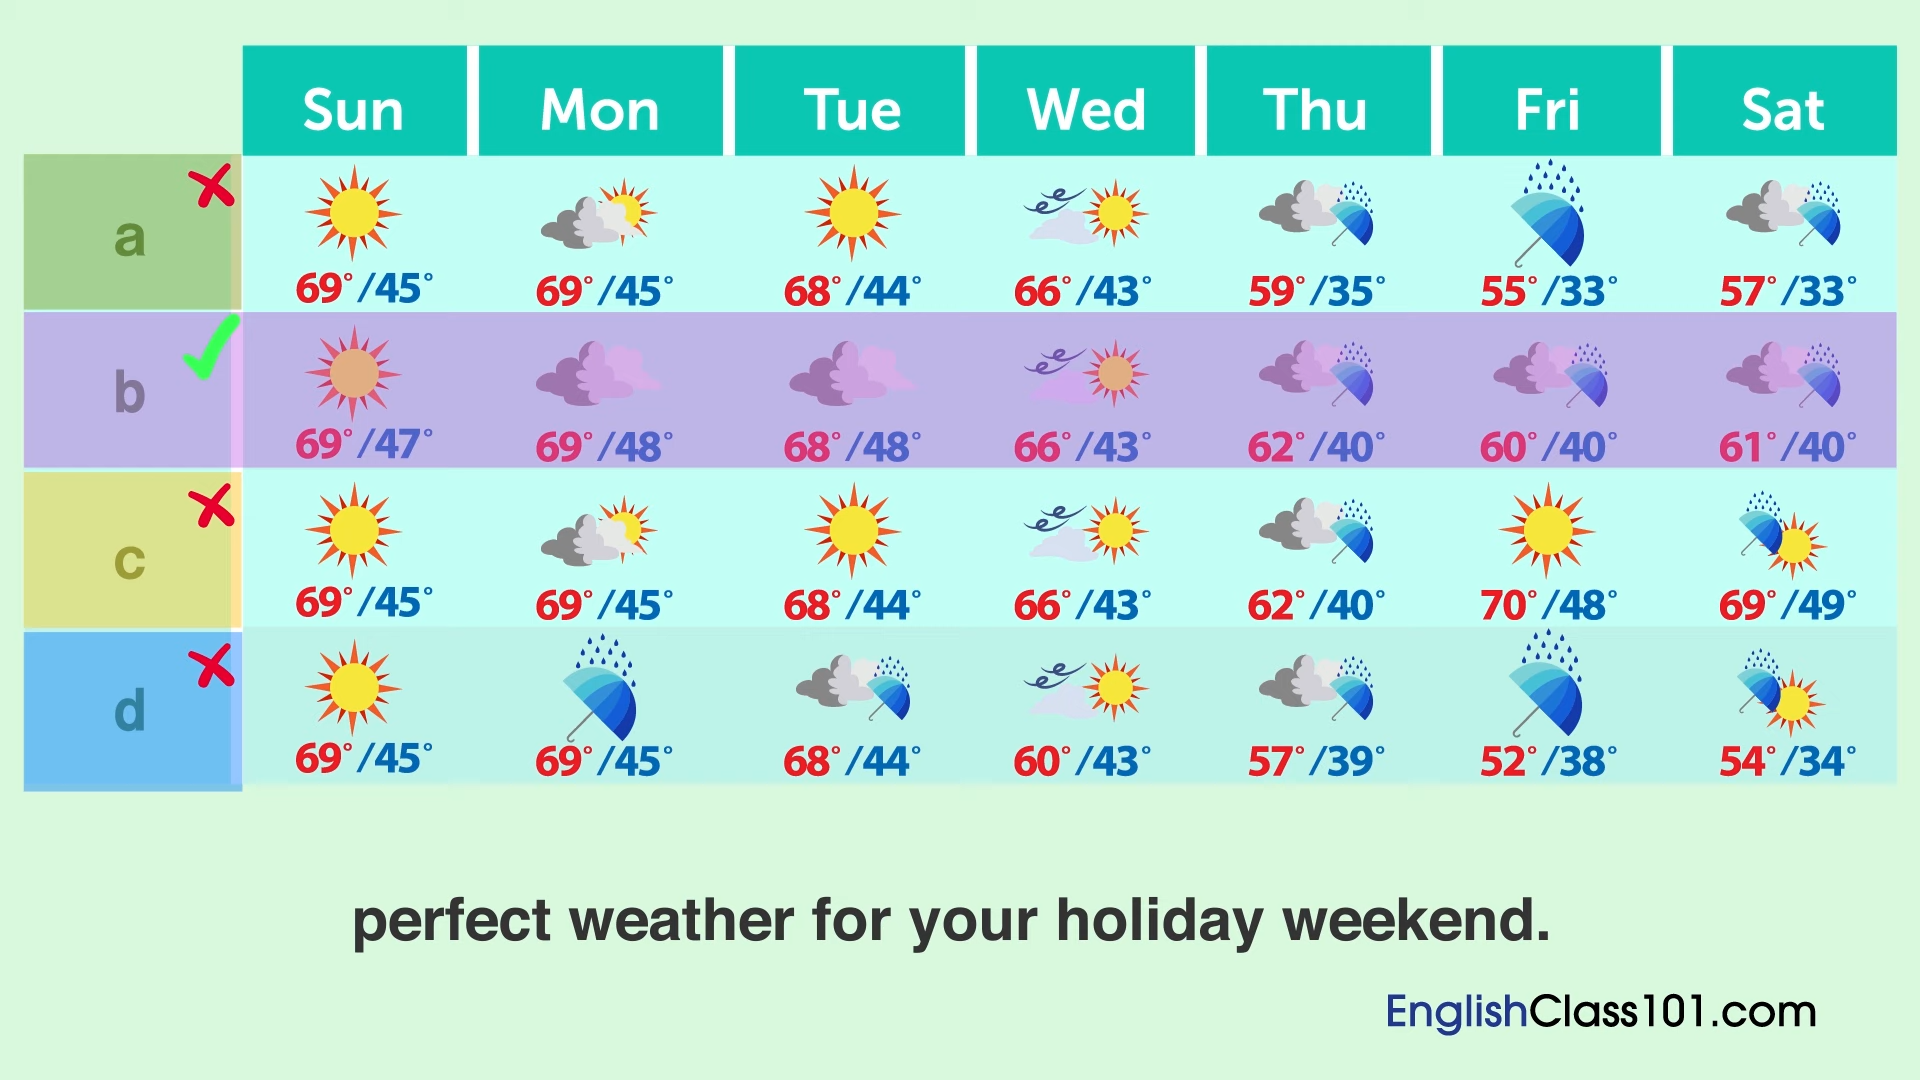 Sun Mon Tue Wed Thu Fri Sat
a
69°/45° 69°/45° 68°/44° 66°/43° 59°/35° 55°/33° 57°/33°
b
69°/47° 69°/48° 68°/48° 66°/43° 62°/40° 60°/40° 61°/40°
c
69°/45° 69°/45° 68°/44° 66°/43° 62°/40° 70°/48° 69°/49°
d
69°/45° 69°/45° 68°/44° 60°/43° 57°/39° 52°/38° 54°/34°
perfect weather for your holiday weekend.
EnglishClass101.com